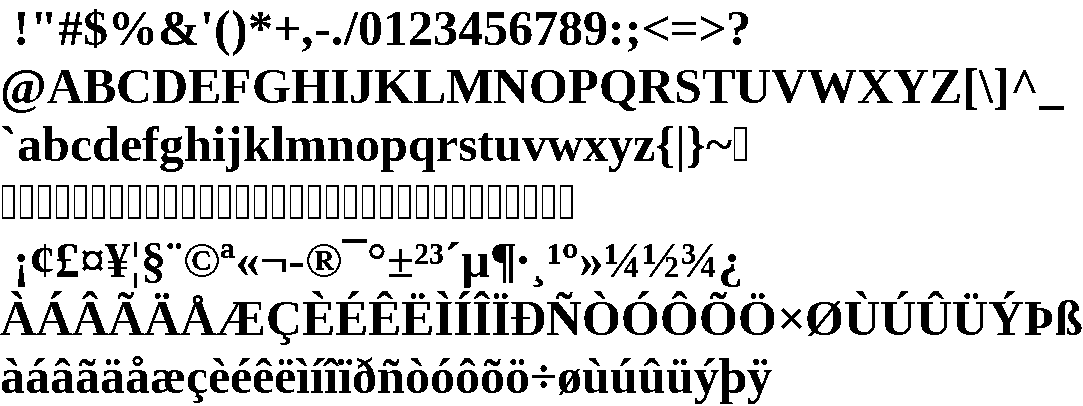 !"#$%&'()*+,-./0123456789:;<=>?
@ABCDEFGHIJKLMNOPQRSTUVWXYZ[\]^_
`abcdefghijklmnopqrstuvwxyz{|}~
¡¢£¤¥¦§¨©ª«¬-®¯°±²³´µ¶·¸¹º»¼½¾¿
ÀÁÂÃÄÅÆÇÈÉÊËÌÍÎÏÐÑÒÓÔÕÖ×ØÙÚÛÜÝÞß
àáâãäåæçèéêëìíîïðñòóôõö÷øùúûüýþÿ